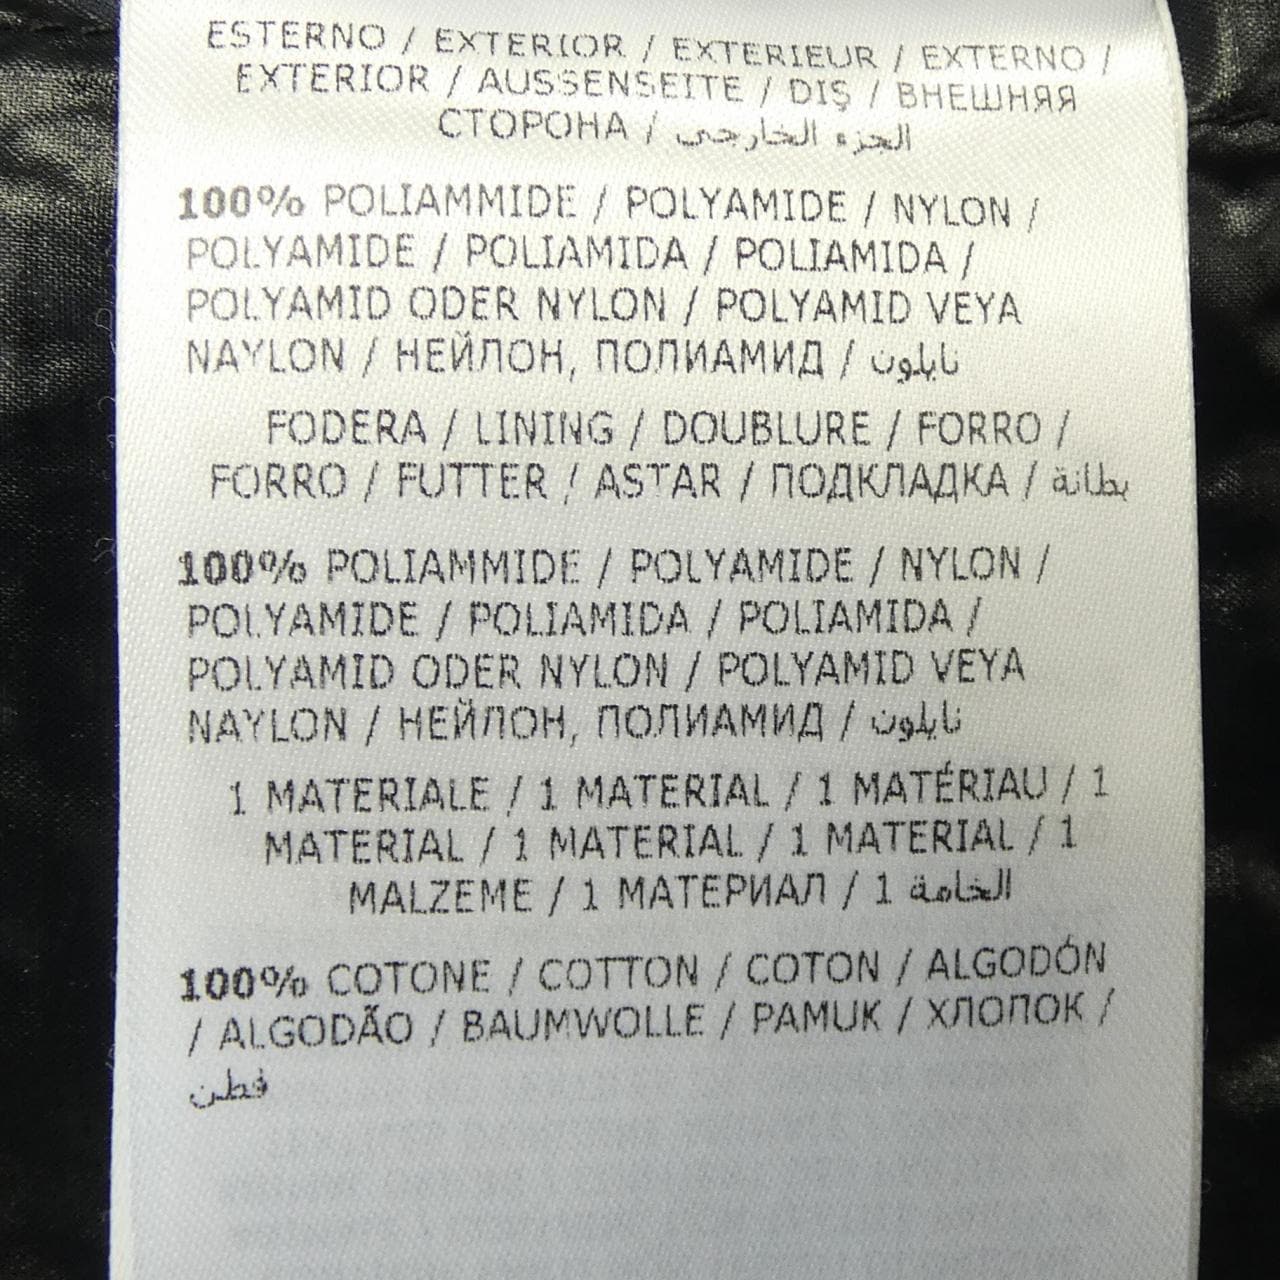 ESTERNO / EXTERIOR / EXTERIEUR / EXTERNO /
EXTERIOR / AUSSENSEITE / DIŞ / ВНЕШНЯЯ
СТОРОНА / الجزء الخارجي
100% POLIAMMIDE / POLYAMIDE / NYLON /
POLYAMIDE / POLIAMIDA / POLIAMIDA /
POLYAMID ODER NYLON / POLYAMID VEYA
NAYLON / НЕЙЛОН, ПОЛИАМИД / نايلون
FODERA / LINING / DOUBLURE / FORRO /
FORRO / FUTTER / ASTAR / ПОДКЛАДКА / بطانة
100% POLIAMMIDE / POLYAMIDE / NYLON /
POLYAMIDE / POLIAMIDA / POLIAMIDA /
POLYAMID ODER NYLON / POLYAMID VEYA
NAYLON / НЕЙЛОН, ПОЛИАМИД / نايلون
1 MATERIALE / 1 MATERIAL / 1 MATÉRIAU / 1
MATERIAL / 1 MATERIAL / 1 MATERIAL / 1
MALZEME / 1 МАТЕРИАЛ / 1 الخامة
100% COTONE / COTTON / COTON / ALGODÓN
/ ALGODÃO / BAUMWOLLE / PAMUK / ХЛОПОК /
قطن